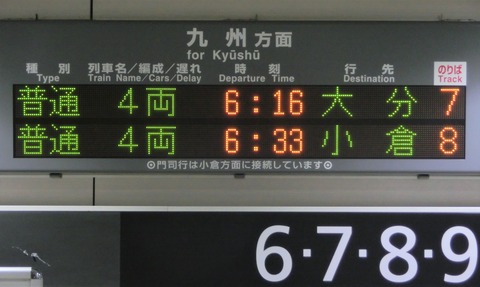 九州方面
for Kyūshū
種別 列車名/編成/遅れ 時刻 行先 のりば
Type Train Name/Cars/Delay Departure Time Destination Track
普通 4両 6:16 大分 7
普通 4両 6:33 小倉 8
◎門司行は小倉方面に接続しています◎
6・7・8・9